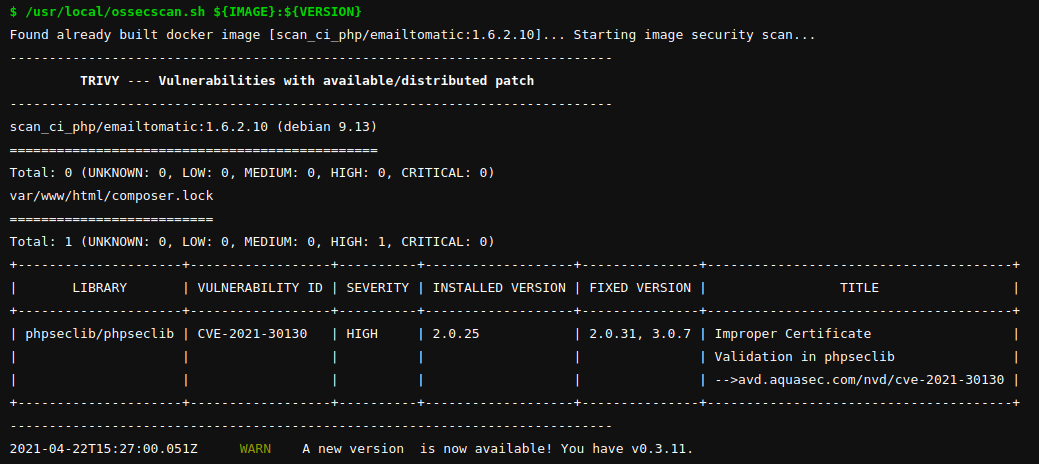 $ /usr/local/ossecscan.sh ${IMAGE}:${VERSION}
Found already built docker image [scan_ci_php/emailtomatic:1.6.2.10]... Starting image security scan...
-----------------------------------------------------------------------------
TRIVY --- Vulnerabilities with available/distributed patch
-----------------------------------------------------------------------------
scan_ci_php/emailtomatic:1.6.2.10 (debian 9.13)
===============================================
Total: 0 (UNKNOWN: 0, LOW: 0, MEDIUM: 0, HIGH: 0, CRITICAL: 0)
var/www/html/composer.lock
==========================
Total: 1 (UNKNOWN: 0, LOW: 0, MEDIUM: 0, HIGH: 1, CRITICAL: 0)
+---------------------+------------------+----------+-------------------+---------------+---------------------------------------+
|       LIBRARY       | VULNERABILITY ID | SEVERITY | INSTALLED VERSION | FIXED VERSION |                 TITLE                 |
+---------------------+------------------+----------+-------------------+---------------+---------------------------------------+
| phpseclib/phpseclib | CVE-2021-30130   | HIGH     | 2.0.25            | 2.0.31, 3.0.7 | Improper Certificate                  |
|                     |                  |          |                   |               | Validation in phpseclib               |
|                     |                  |          |                   |               | -->avd.aquasec.com/nvd/cve-2021-30130 |
+---------------------+------------------+----------+-------------------+---------------+---------------------------------------+
-----------------------------------------------------------------------------
2021-04-22T15:27:00.051Z WARN A new version  is now available! You have v0.3.11.